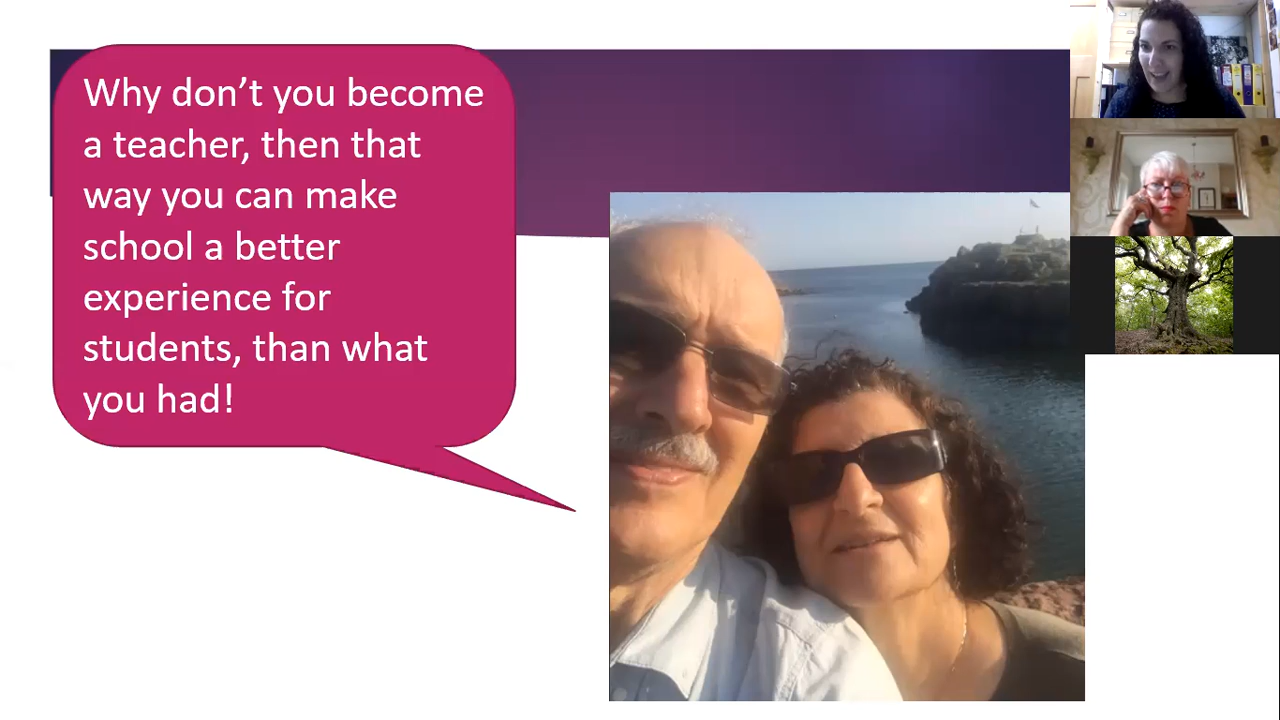 Why don’t you become
a teacher, then that
way you can make
school a better
experience for
students, than what
you had!